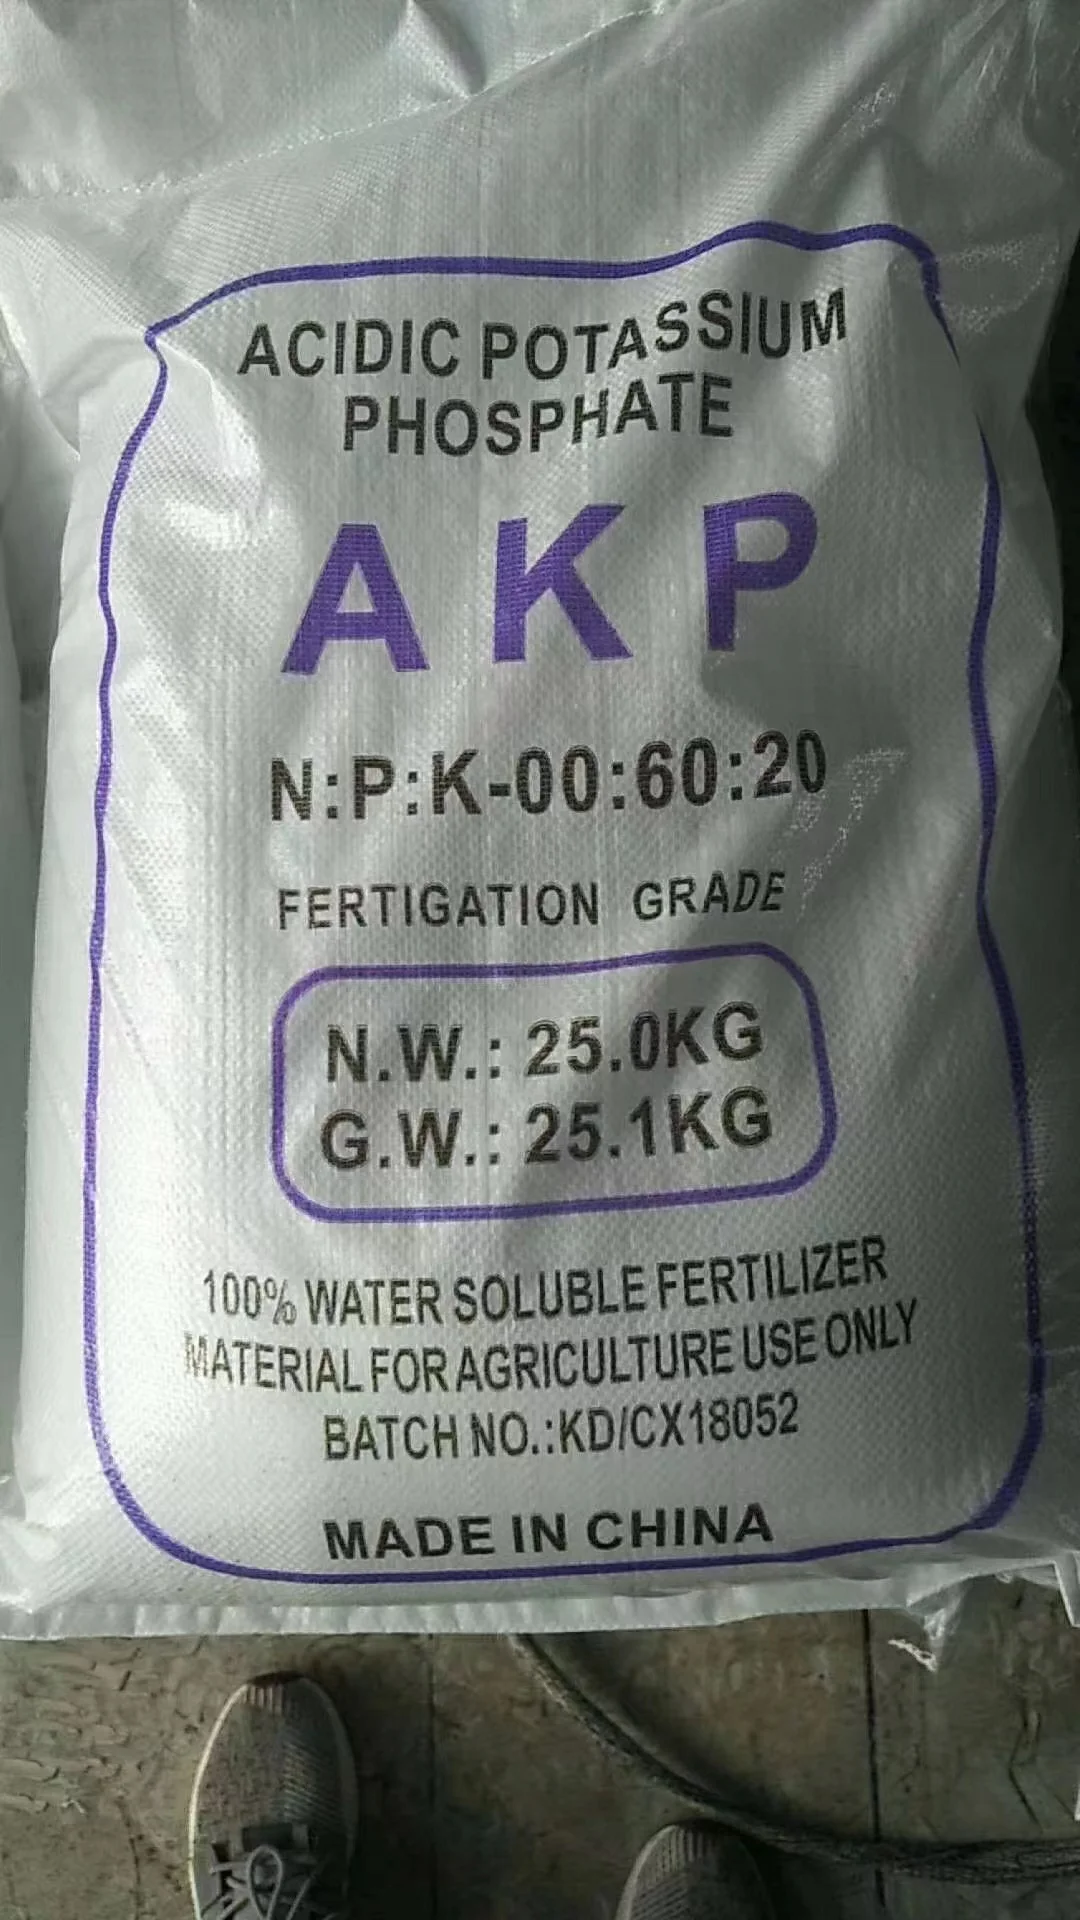 ACIDIC POTASSIUM
PHOSPHATE
AKP
N:P:K-00:60:20
FERTIGATION GRADE
N.W.: 25.0KG
G.W.: 25.1KG
100% WATER SOLUBLE FERTILIZER
MATERIAL FOR AGRICULTURE USE ONLY
BATCH NO.:KD/CX18052
MADE IN CHINA